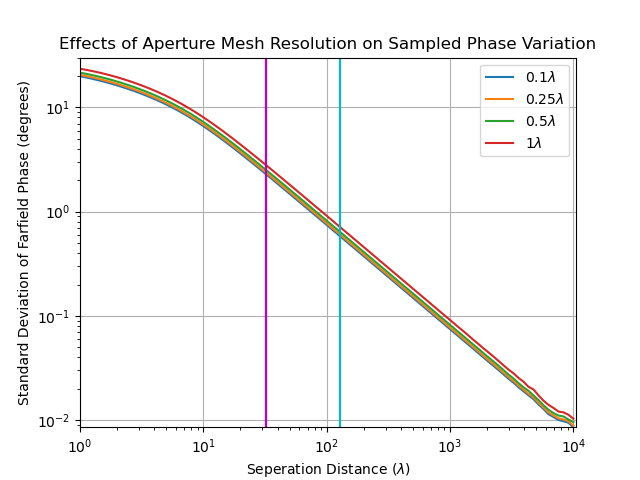 Effects of Aperture Mesh Resolution on Sampled Phase Variation
0.1λ
0.25λ
0.5λ
1λ
Standard Deviation of Farfield Phase (degrees)
10¹
10⁰
10⁻¹
10⁻²
10⁰ 10¹ 10² 10³ 10⁴
Seperation Distance (λ)